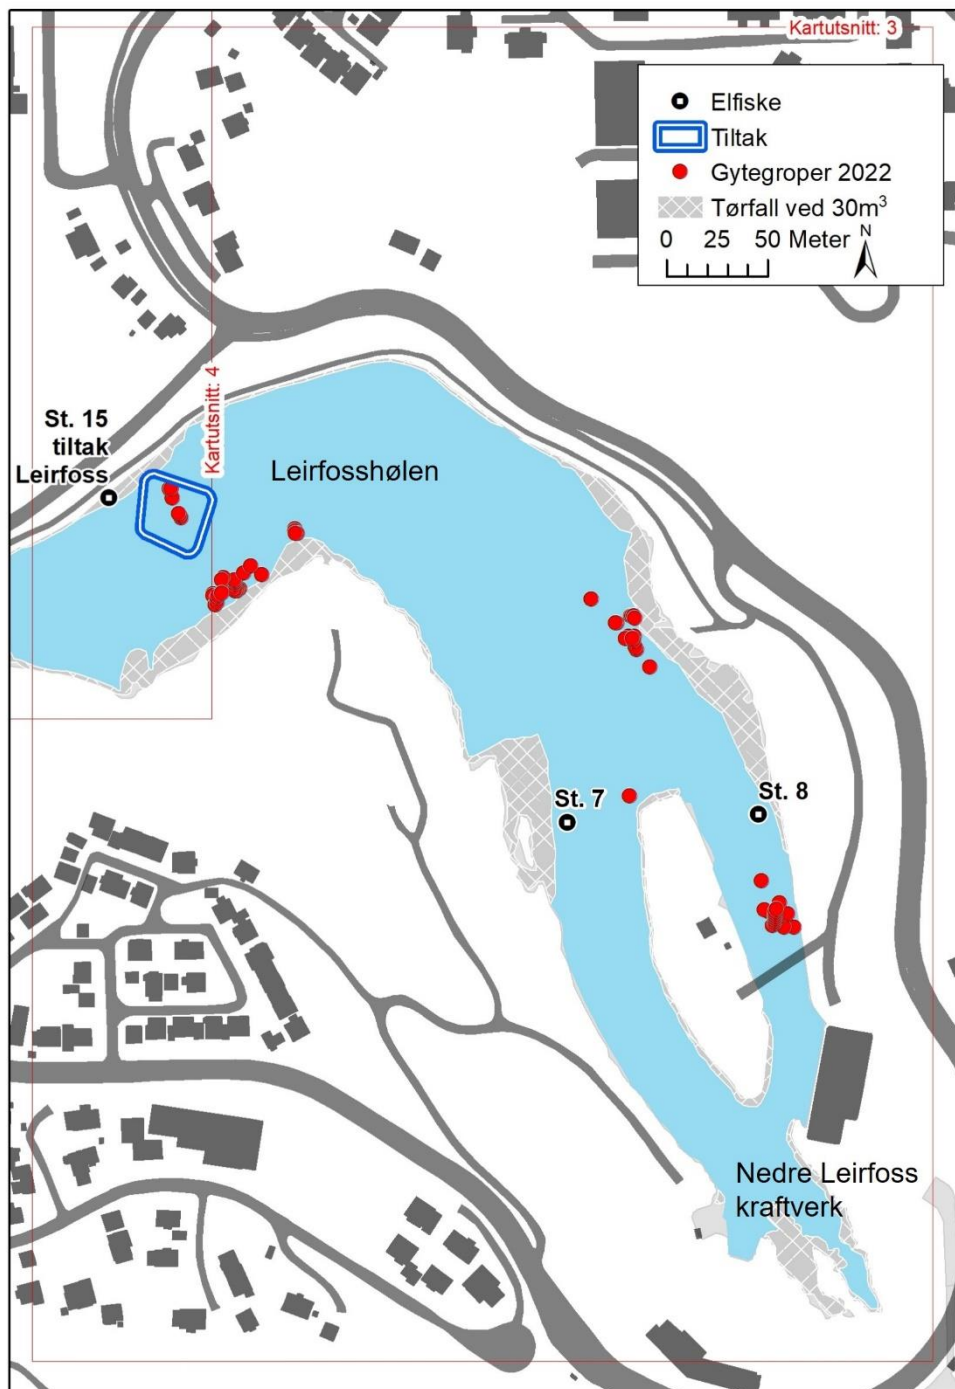 Kartutsnitt: 3
Elfiske
Tiltak
Gytegroper 2022
Tørfall ved 30m³
N
0 25 50 Meter
Kartutsnitt: 4
St. 15
tiltak
Leirfoss
Leirfosshølen
St. 7
St. 8
Nedre Leirfoss
kraftverk